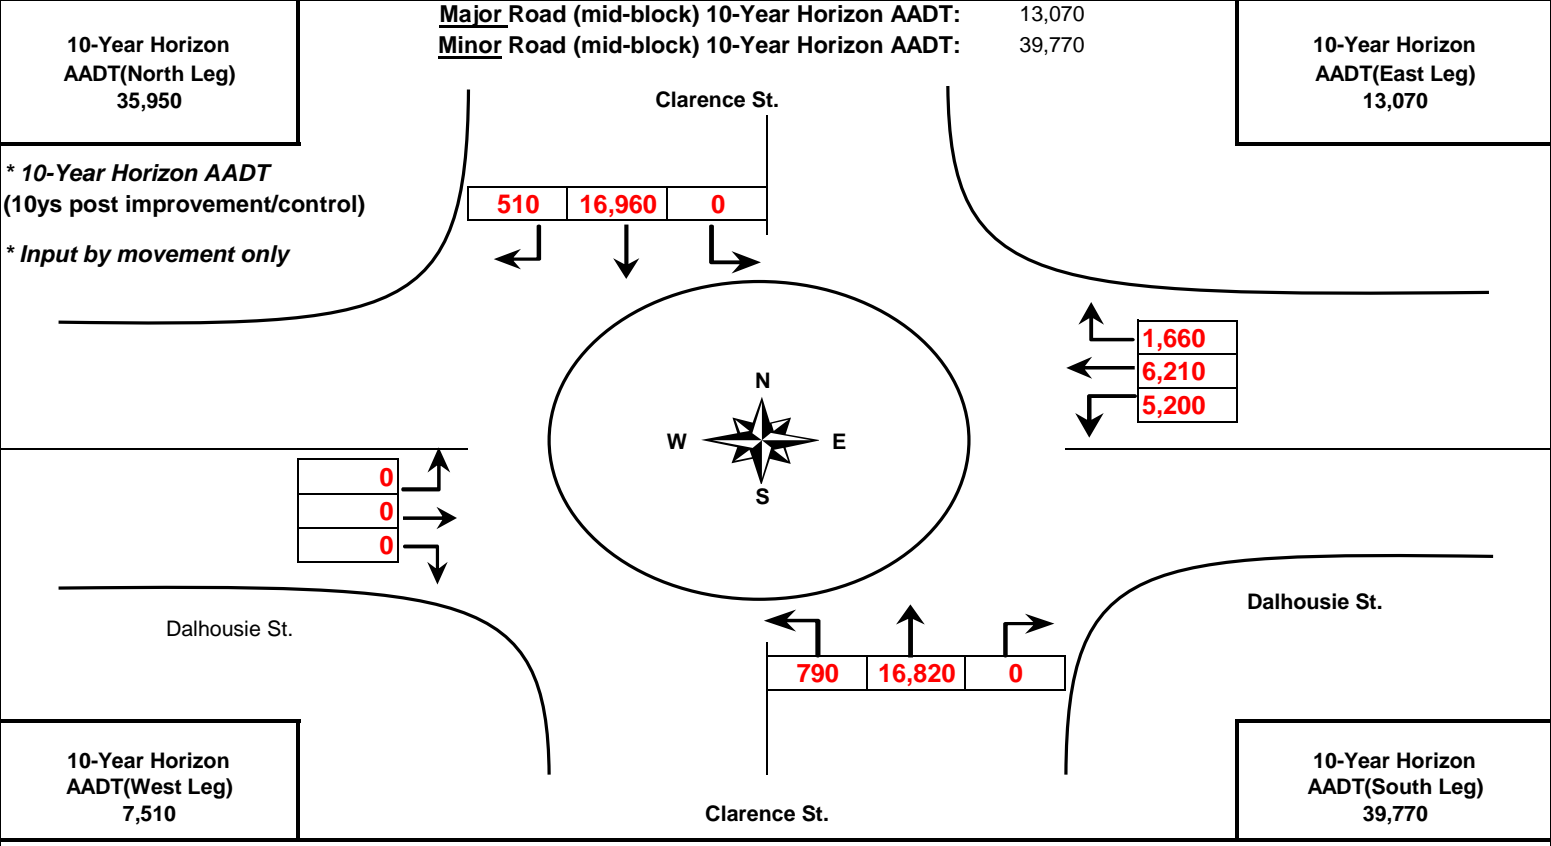 Major Road (mid-block) 10-Year Horizon AADT: 13,070
Minor Road (mid-block) 10-Year Horizon AADT: 39,770
10-Year Horizon
AADT(North Leg)
35,950
10-Year Horizon
AADT(East Leg)
13,070
Clarence St.
* 10-Year Horizon AADT
(10ys post improvement/control)
* Input by movement only
510 16,960 0
1,660
6,210
5,200
N
W E
S
0
0
0
Dalhousie St.
Dalhousie St.
790 16,820 0
10-Year Horizon
AADT(West Leg)
7,510
Clarence St.
10-Year Horizon
AADT(South Leg)
39,770